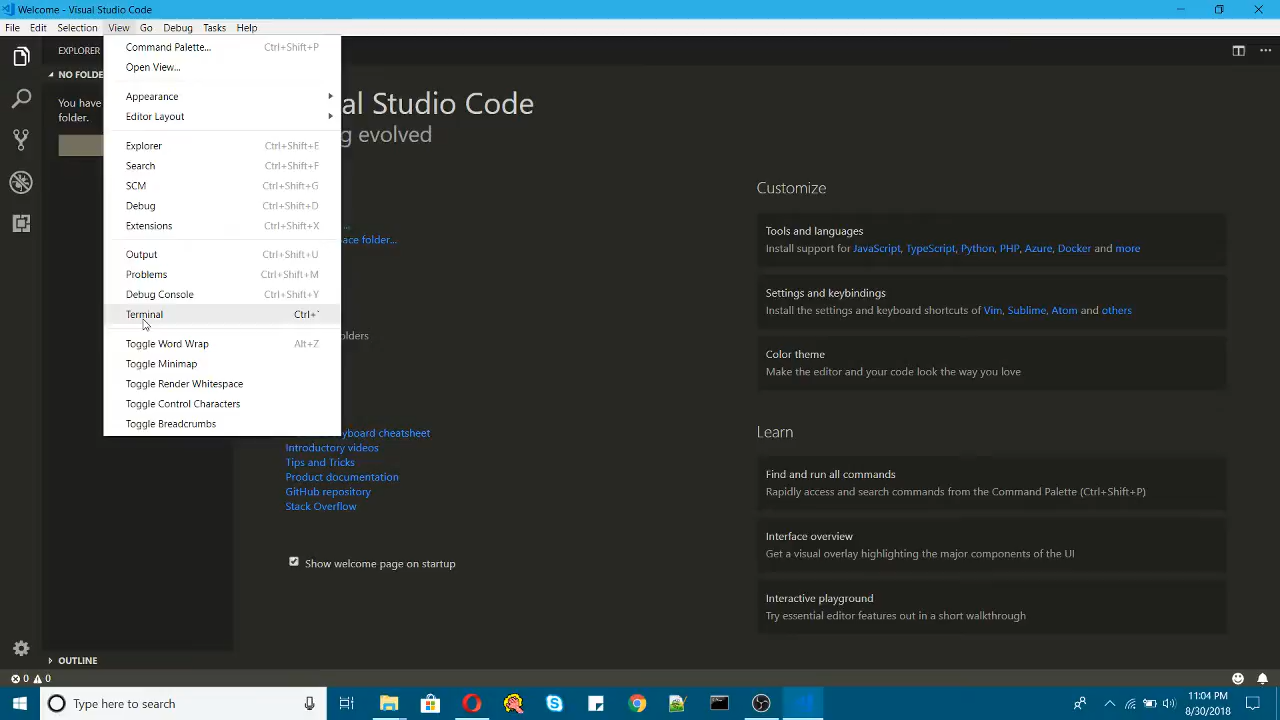 Welcome - Visual Studio Code
File Edit Selection View Go Debug Tasks Help
EXPLORER
NO FOLDE
You have
folder.
Command Palette... Ctrl+Shift+P
Open View...
Appearance
Editor Layout
Explorer Ctrl+Shift+E
Search Ctrl+Shift+F
SCM Ctrl+Shift+G
Debug Ctrl+Shift+D
Extensions Ctrl+Shift+X
Output Ctrl+Shift+U
Problems Ctrl+Shift+M
Debug Console Ctrl+Shift+Y
Terminal Ctrl+`
Toggle Word Wrap Alt+Z
Toggle Minimap
Toggle Render Whitespace
Toggle Control Characters
Toggle Breadcrumbs
al Studio Code
g evolved
...
ace folder...
olders
yboard cheatsheet
Introductory videos
Tips and Tricks
Product documentation
GitHub repository
Stack Overflow
Show welcome page on startup
Customize
Tools and languages
Install support for JavaScript, TypeScript, Python, PHP, Azure, Docker and more
Settings and keybindings
Install the settings and keyboard shortcuts of Vim, Sublime, Atom and others
Color theme
Make the editor and your code look the way you love
Learn
Find and run all commands
Rapidly access and search commands from the Command Palette (Ctrl+Shift+P)
Interface overview
Get a visual overlay highlighting the major components of the UI
Interactive playground
Try essential editor features out in a short walkthrough
OUTLINE
0 0
Type here to search
11:04 PM
8/30/2018